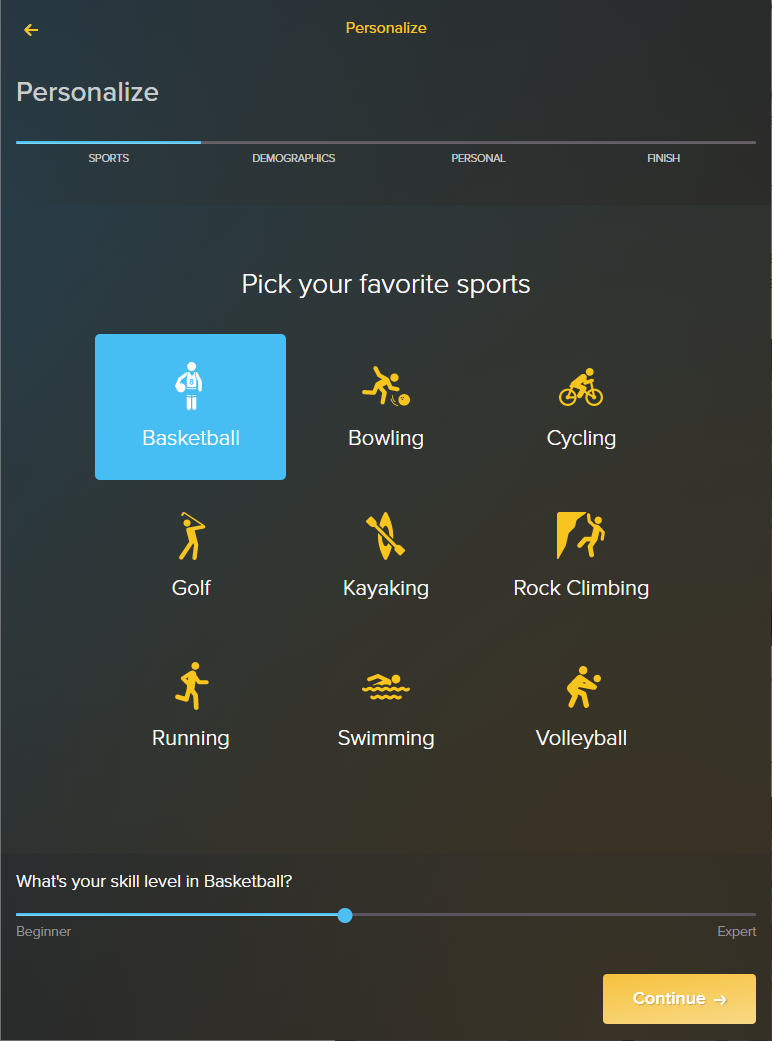 Personalize
Personalize
SPORTS DEMOGRAPHICS PERSONAL FINISH
Pick your favorite sports
8
Basketball Bowling Cycling
Golf Kayaking Rock Climbing
Running Swimming Volleyball
What's your skill level in Basketball?
Beginner Expert
Continue →